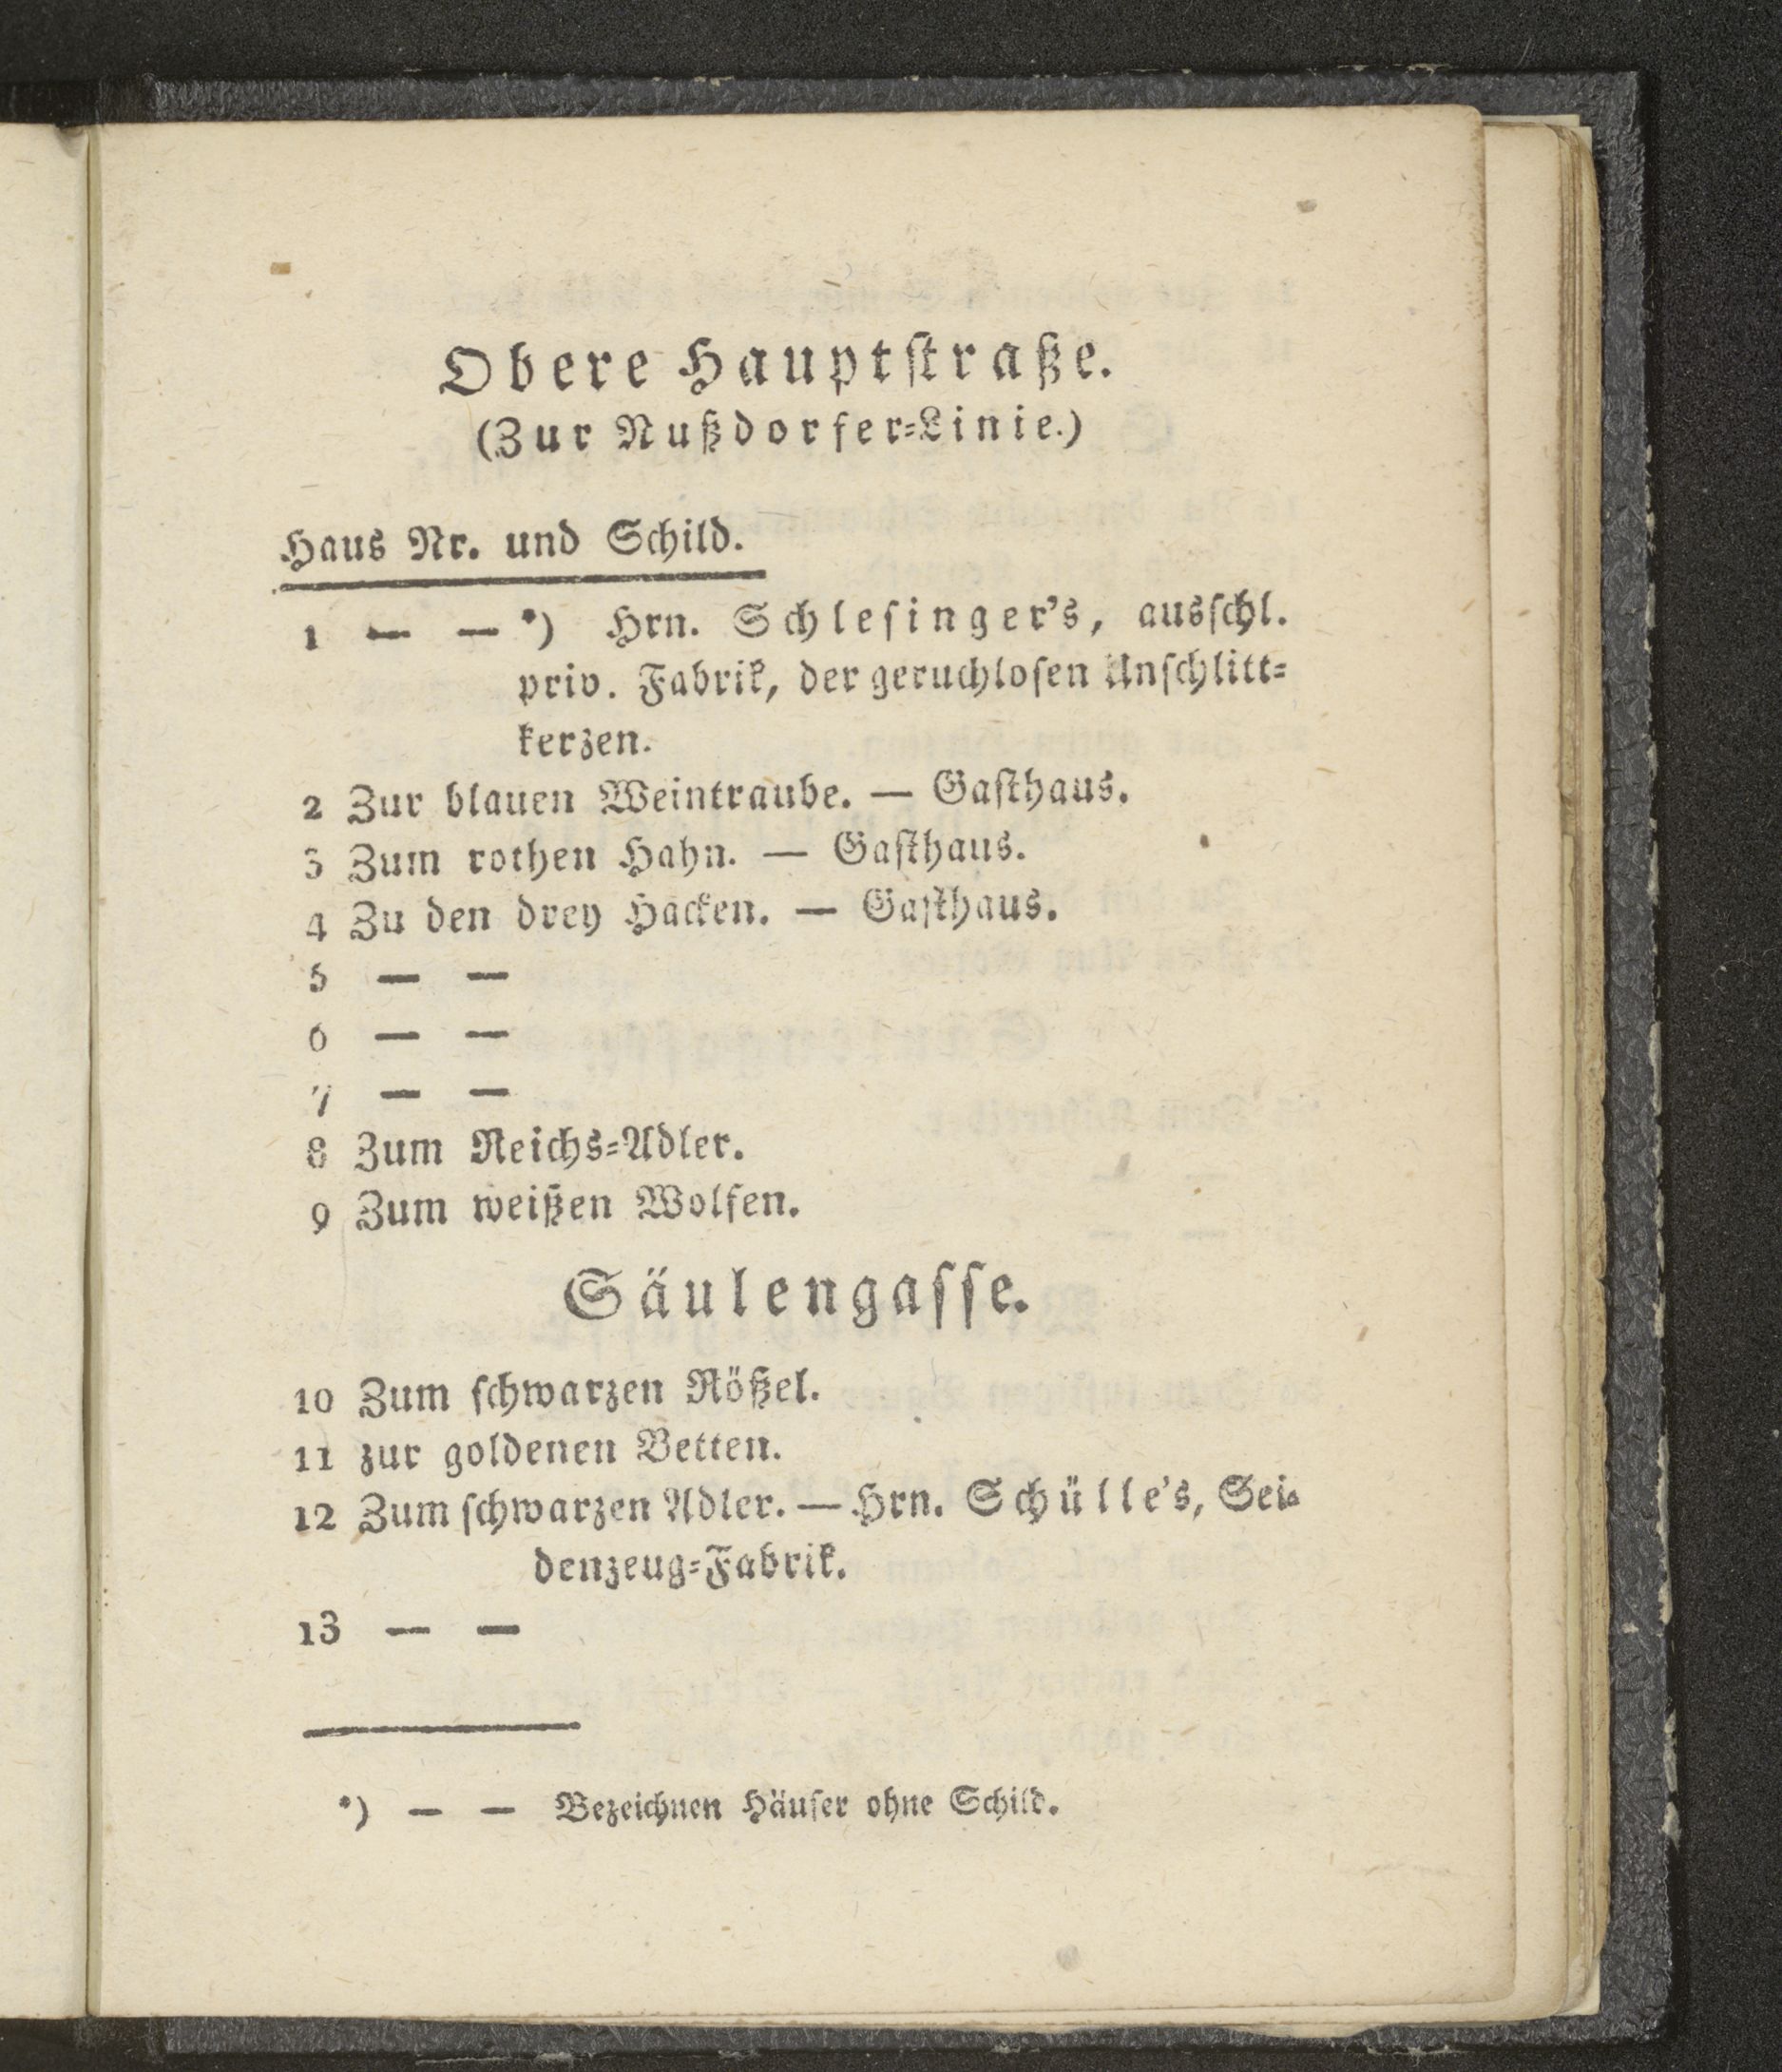 Obere Hauptstraße.
(Zur Nußdorfer-Linie.)
Haus Nr. und Schild.
1 — — *) Hrn. Schlesinger's, ausschl.
priv. Fabrik, der geruchlosen Unschlitt-
kerzen.
2 Zur blauen Weintraube. — Gasthaus.
3 Zum rothen Hahn. — Gasthaus.
4 Zu den drey Hacken. — Gasthaus.
5 — —
6 — —
7 — —
8 Zum Reichs-Adler.
9 Zum weißen Wolfen.
Säulengasse.
10 Zum schwarzen Rößel.
11 zur goldenen Betten.
12 Zum schwarzen Adler. — Hrn. Schülle's, Sei-
denzeug-Fabrik.
13 — —
*) — — Bezeichnen Häuser ohne Schild.